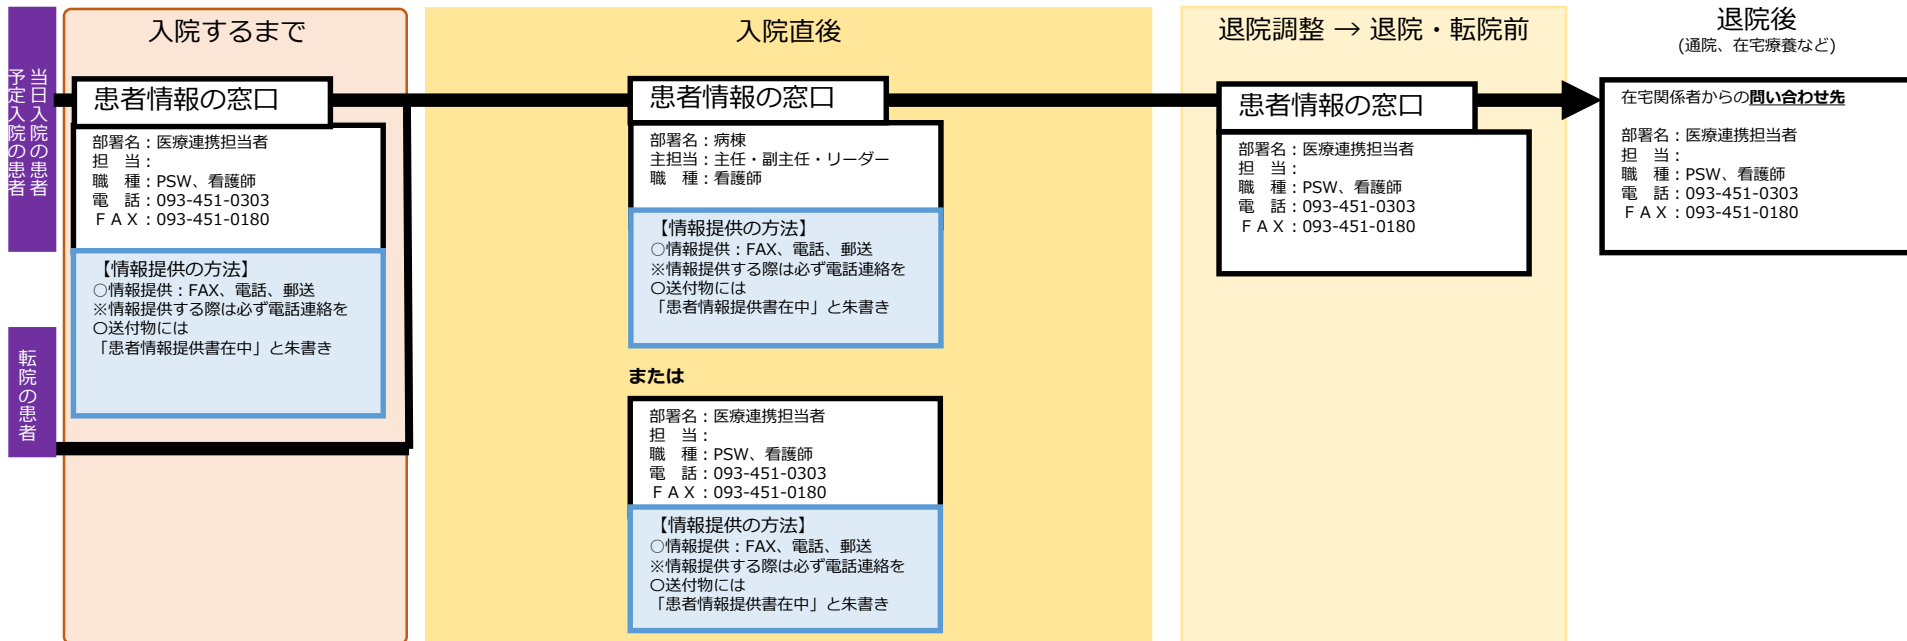 当日入院の患者
予定入院の患者
転院の患者
入院するまで
患者情報の窓口
部署名：医療連携担当者
担　当：
職　種：PSW、看護師
電　話：093-451-0303
ＦＡＸ：093-451-0180
【情報提供の方法】
○情報提供：FAX、電話、郵送
※情報提供する際は必ず電話連絡を
〇送付物には
「患者情報提供書在中」と朱書き
入院直後
患者情報の窓口
部署名：病棟
主担当：主任・副主任・リーダー
職　種：看護師
【情報提供の方法】
○情報提供：FAX、電話、郵送
※情報提供する際は必ず電話連絡を
〇送付物には
「患者情報提供書在中」と朱書き
または
部署名：医療連携担当者
担　当：
職　種：PSW、看護師
電　話：093-451-0303
ＦＡＸ：093-451-0180
【情報提供の方法】
○情報提供：FAX、電話、郵送
※情報提供する際は必ず電話連絡を
〇送付物には
「患者情報提供書在中」と朱書き
退院調整 → 退院・転院前
患者情報の窓口
部署名：医療連携担当者
担　当：
職　種：PSW、看護師
電　話：093-451-0303
ＦＡＸ：093-451-0180
退院後
(通院、在宅療養など)
在宅関係者からの問い合わせ先
部署名：医療連携担当者
担　当：
職　種：PSW、看護師
電　話：093-451-0303
ＦＡＸ：093-451-0180